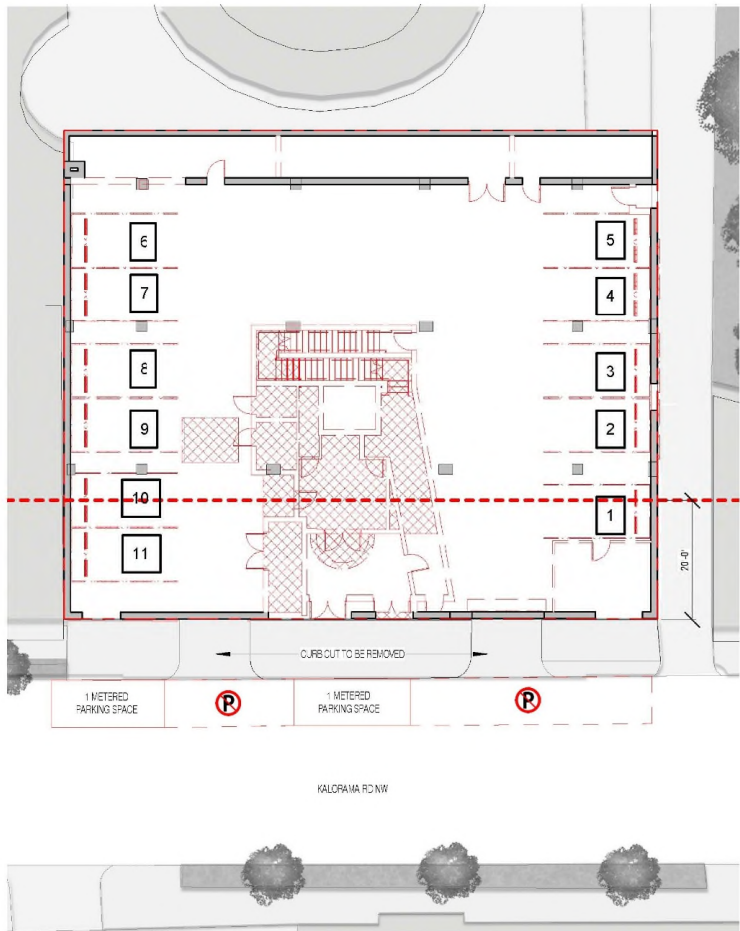 6
5
7
4
8
3
9
2
10
1
11
20'-0"
CURB CUT TO BE REMOVED
1 METERED
PARKING SPACE
P
1 METERED
PARKING SPACE
P
KALORAMA RD NW